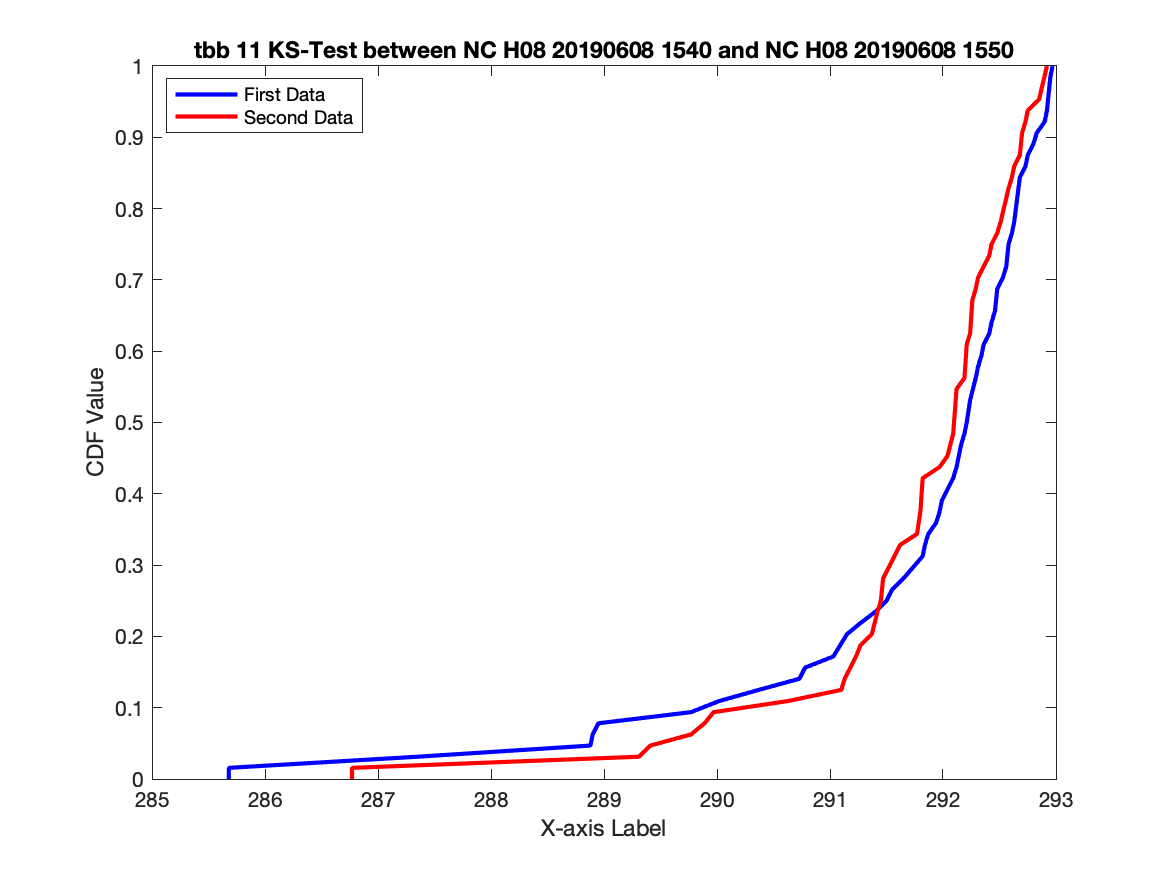 tbb 11 KS-Test between NC H08 20190608 1540 and NC H08 20190608 1550
First Data
Second Data
1
0.9
0.8
0.7
0.6
0.5
0.4
0.3
0.2
0.1
0
CDF Value
285 286 287 288 289 290 291 292 293
X-axis Label